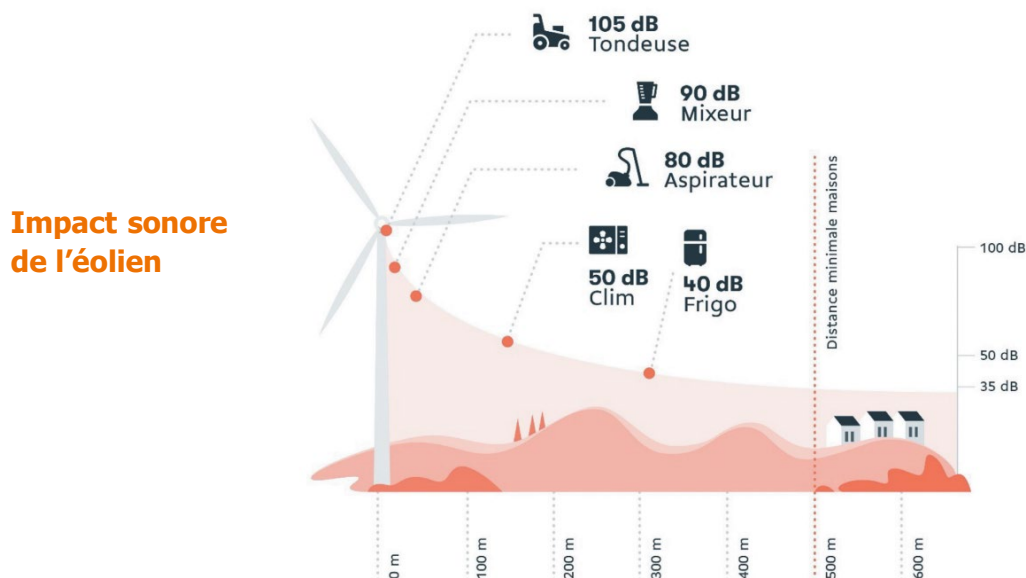 Impact sonore
de l’éolien
105 dB
Tondeuse
90 dB
Mixeur
80 dB
Aspirateur
50 dB
Clim
40 dB
Frigo
Distance minimale maisons
100 dB
50 dB
35 dB
0 m
100 m
200 m
300 m
400 m
500 m
600 m